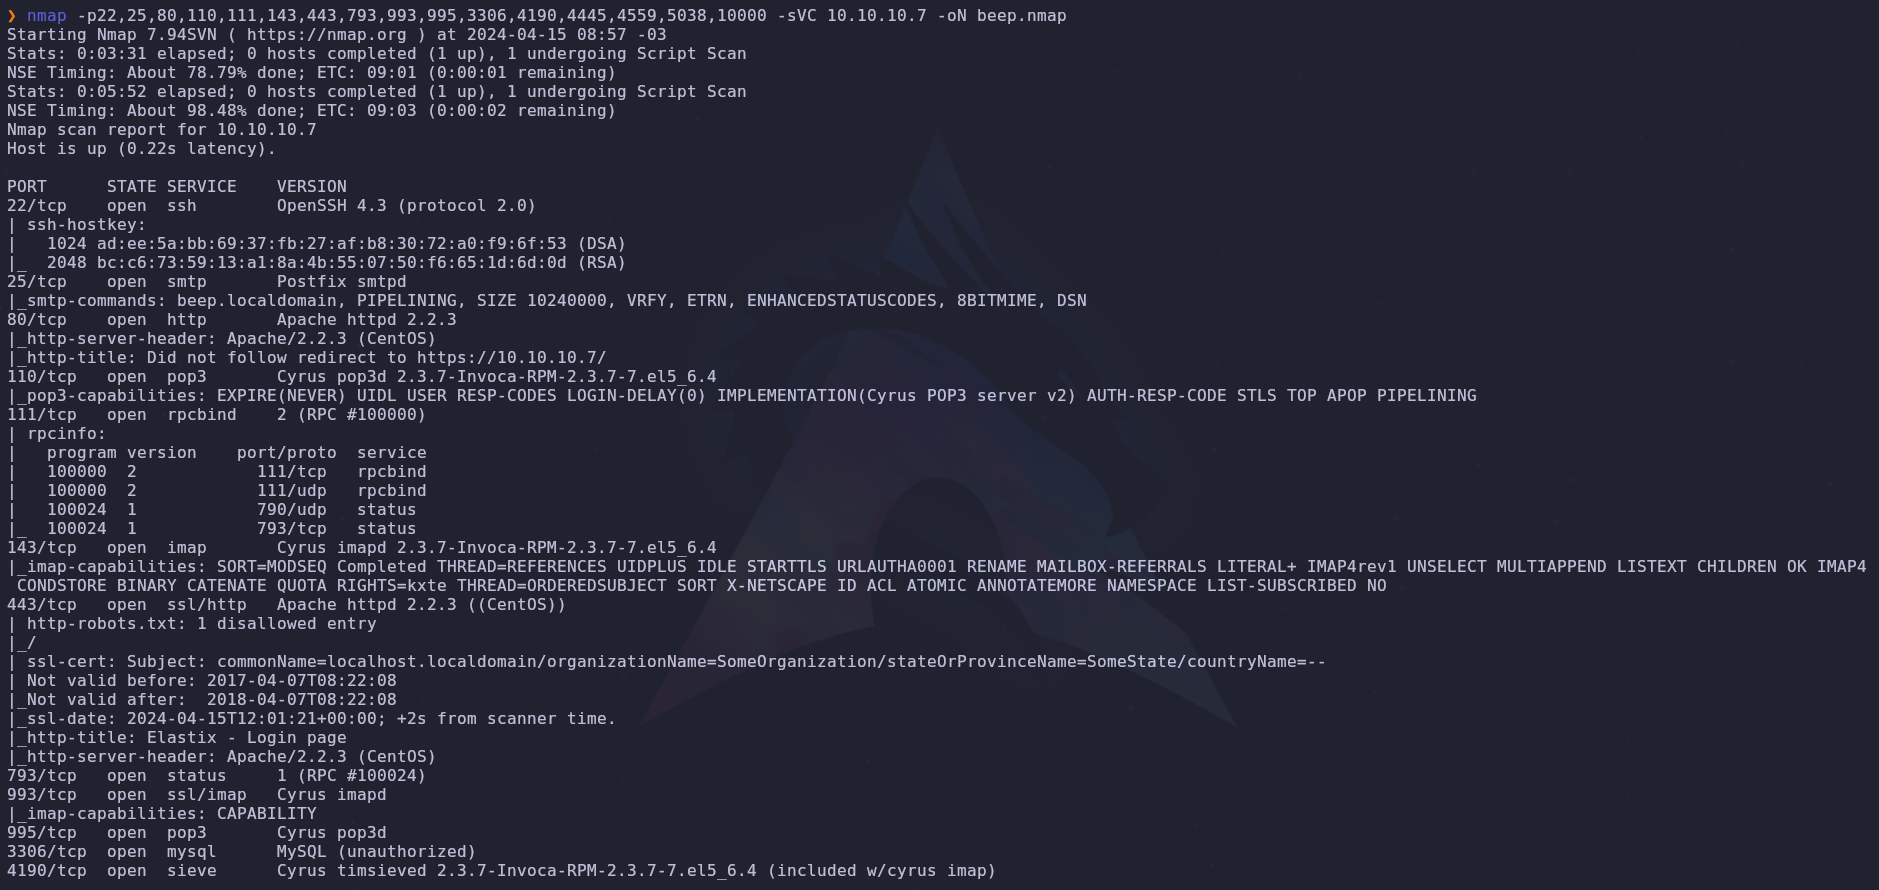 ❯ nmap -p22,25,80,110,111,143,443,793,993,995,3306,4190,4445,4559,5038,10000 -sVC 10.10.10.7 -oN beep.nmap
Starting Nmap 7.94SVN ( https://nmap.org ) at 2024-04-15 08:57 -03
Stats: 0:03:31 elapsed; 0 hosts completed (1 up), 1 undergoing Script Scan
NSE Timing: About 78.79% done; ETC: 09:01 (0:00:01 remaining)
Stats: 0:05:52 elapsed; 0 hosts completed (1 up), 1 undergoing Script Scan
NSE Timing: About 98.48% done; ETC: 09:03 (0:00:02 remaining)
Nmap scan report for 10.10.10.7
Host is up (0.22s latency).

PORT      STATE SERVICE    VERSION
22/tcp    open  ssh        OpenSSH 4.3 (protocol 2.0)
| ssh-hostkey:
|   1024 ad:ee:5a:bb:69:37:fb:27:af:b8:30:72:a0:f9:6f:53 (DSA)
|_  2048 bc:c6:73:59:13:a1:8a:4b:55:07:50:f6:65:1d:6d:0d (RSA)
25/tcp    open  smtp       Postfix smtpd
|_smtp-commands: beep.localdomain, PIPELINING, SIZE 10240000, VRFY, ETRN, ENHANCEDSTATUSCODES, 8BITMIME, DSN
80/tcp    open  http       Apache httpd 2.2.3
|_http-server-header: Apache/2.2.3 (CentOS)
|_http-title: Did not follow redirect to https://10.10.10.7/
110/tcp   open  pop3       Cyrus pop3d 2.3.7-Invoca-RPM-2.3.7-7.el5_6.4
|_pop3-capabilities: EXPIRE(NEVER) UIDL USER RESP-CODES LOGIN-DELAY(0) IMPLEMENTATION(Cyrus POP3 server v2) AUTH-RESP-CODE STLS TOP APOP PIPELINING
111/tcp   open  rpcbind    2 (RPC #100000)
| rpcinfo:
|   program version    port/proto  service
|   100000  2            111/tcp   rpcbind
|   100000  2            111/udp   rpcbind
|   100024  1            790/udp   status
|_  100024  1            793/tcp   status
143/tcp   open  imap       Cyrus imapd 2.3.7-Invoca-RPM-2.3.7-7.el5_6.4
|_imap-capabilities: SORT=MODSEQ Completed THREAD=REFERENCES UIDPLUS IDLE STARTTLS URLAUTHA0001 RENAME MAILBOX-REFERRALS LITERAL+ IMAP4rev1 UNSELECT MULTIAPPEND LISTEXT CHILDREN OK IMAP4
 CONDSTORE BINARY CATENATE QUOTA RIGHTS=kxte THREAD=ORDEREDSUBJECT SORT X-NETSCAPE ID ACL ATOMIC ANNOTATEMORE NAMESPACE LIST-SUBSCRIBED NO
443/tcp   open  ssl/http   Apache httpd 2.2.3 ((CentOS))
| http-robots.txt: 1 disallowed entry
|_/
| ssl-cert: Subject: commonName=localhost.localdomain/organizationName=SomeOrganization/stateOrProvinceName=SomeState/countryName=--
| Not valid before: 2017-04-07T08:22:08
|_Not valid after:  2018-04-07T08:22:08
|_ssl-date: 2024-04-15T12:01:21+00:00; +2s from scanner time.
|_http-title: Elastix - Login page
|_http-server-header: Apache/2.2.3 (CentOS)
793/tcp   open  status     1 (RPC #100024)
993/tcp   open  ssl/imap   Cyrus imapd
|_imap-capabilities: CAPABILITY
995/tcp   open  pop3       Cyrus pop3d
3306/tcp  open  mysql      MySQL (unauthorized)
4190/tcp  open  sieve      Cyrus timsieved 2.3.7-Invoca-RPM-2.3.7-7.el5_6.4 (included w/cyrus imap)